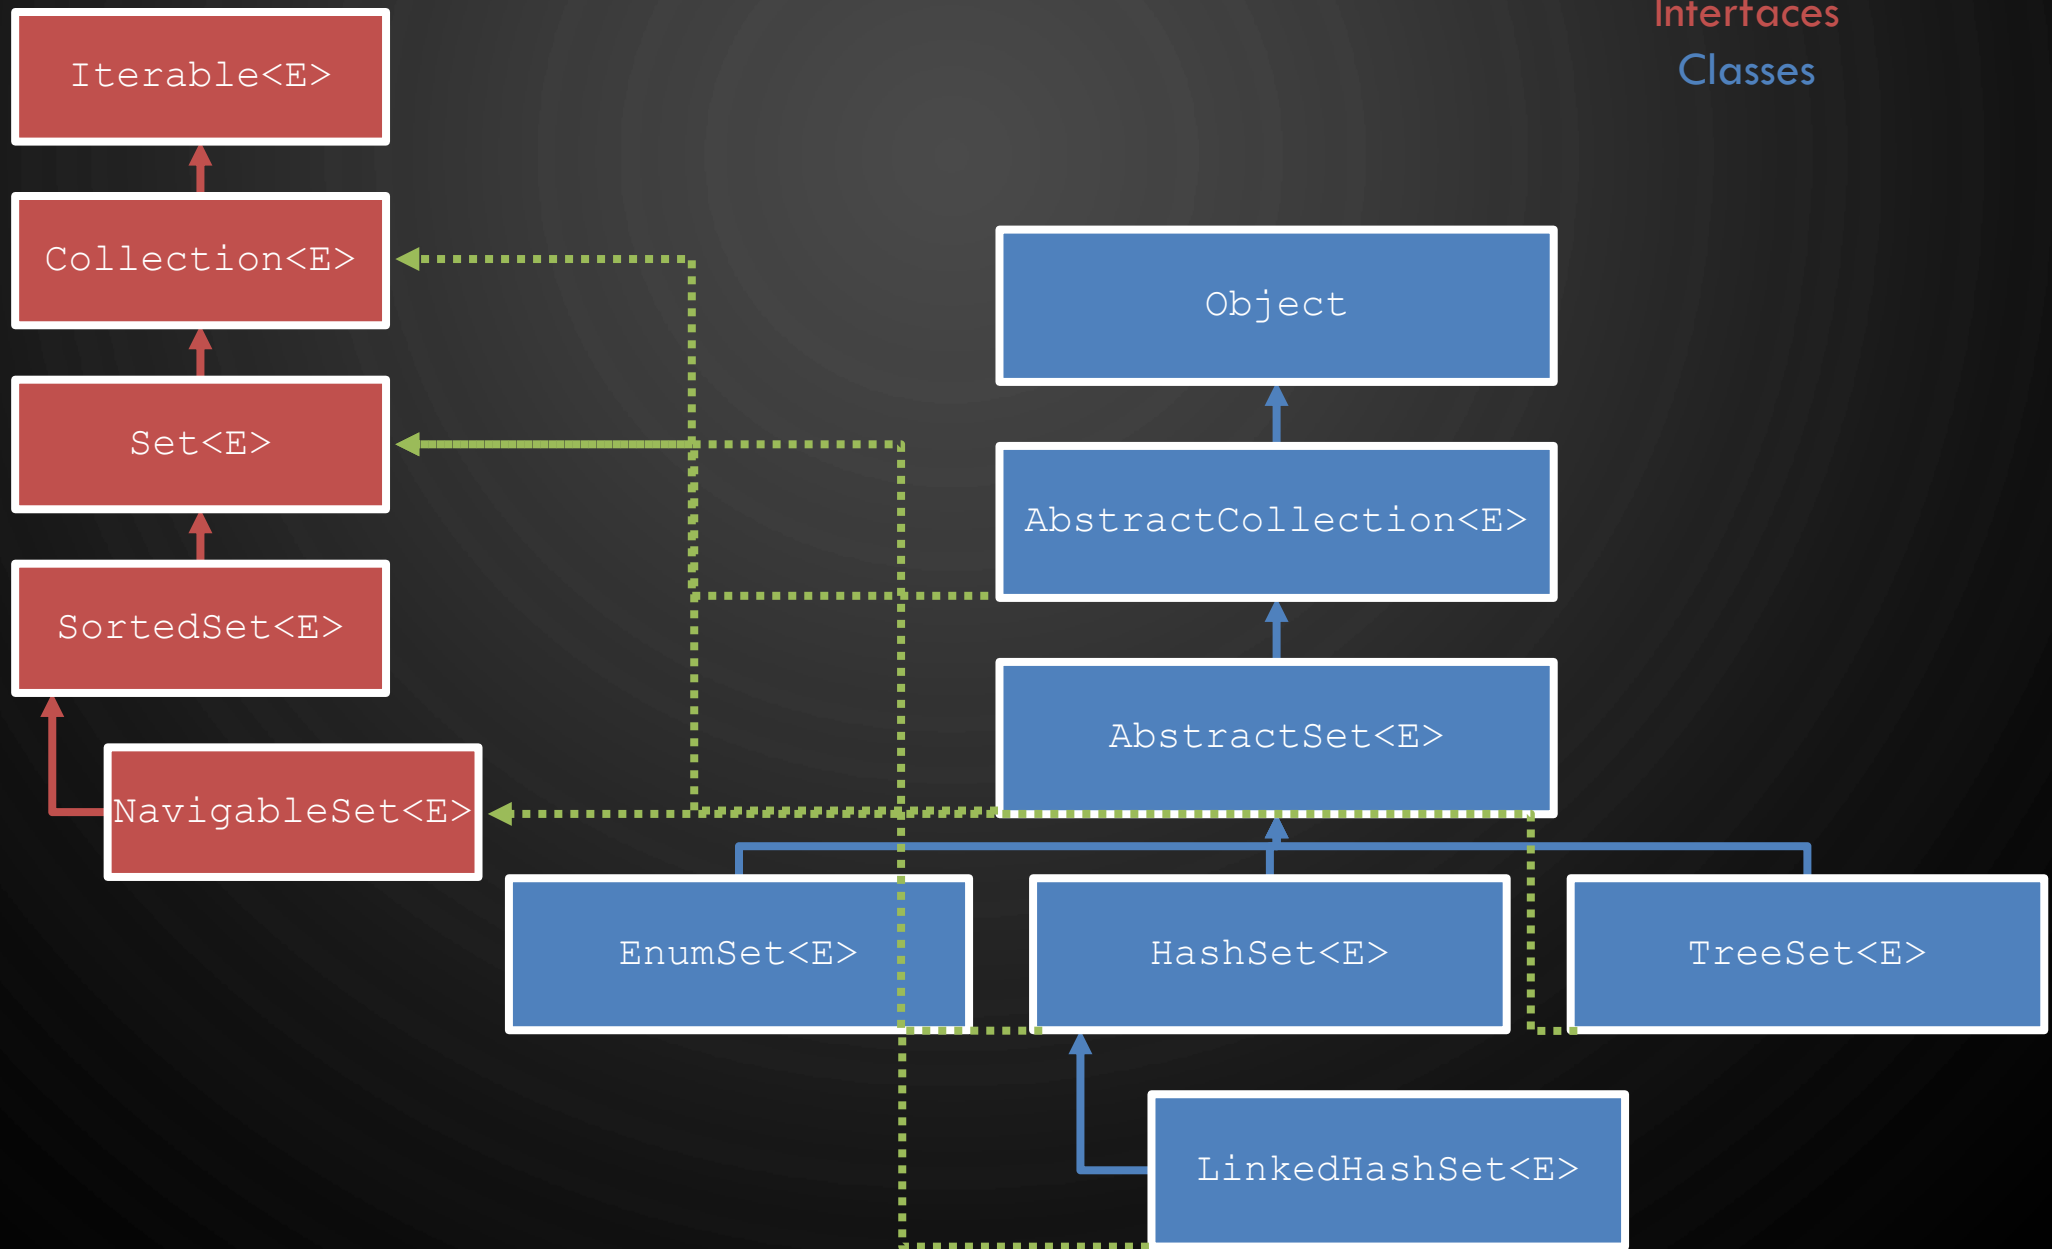 Interfaces
Classes
Iterable<E>
Collection<E>
Set<E>
SortedSet<E>
NavigableSet<E>
Object
AbstractCollection<E>
AbstractSet<E>
EnumSet<E>
HashSet<E>
TreeSet<E>
LinkedHashSet<E>